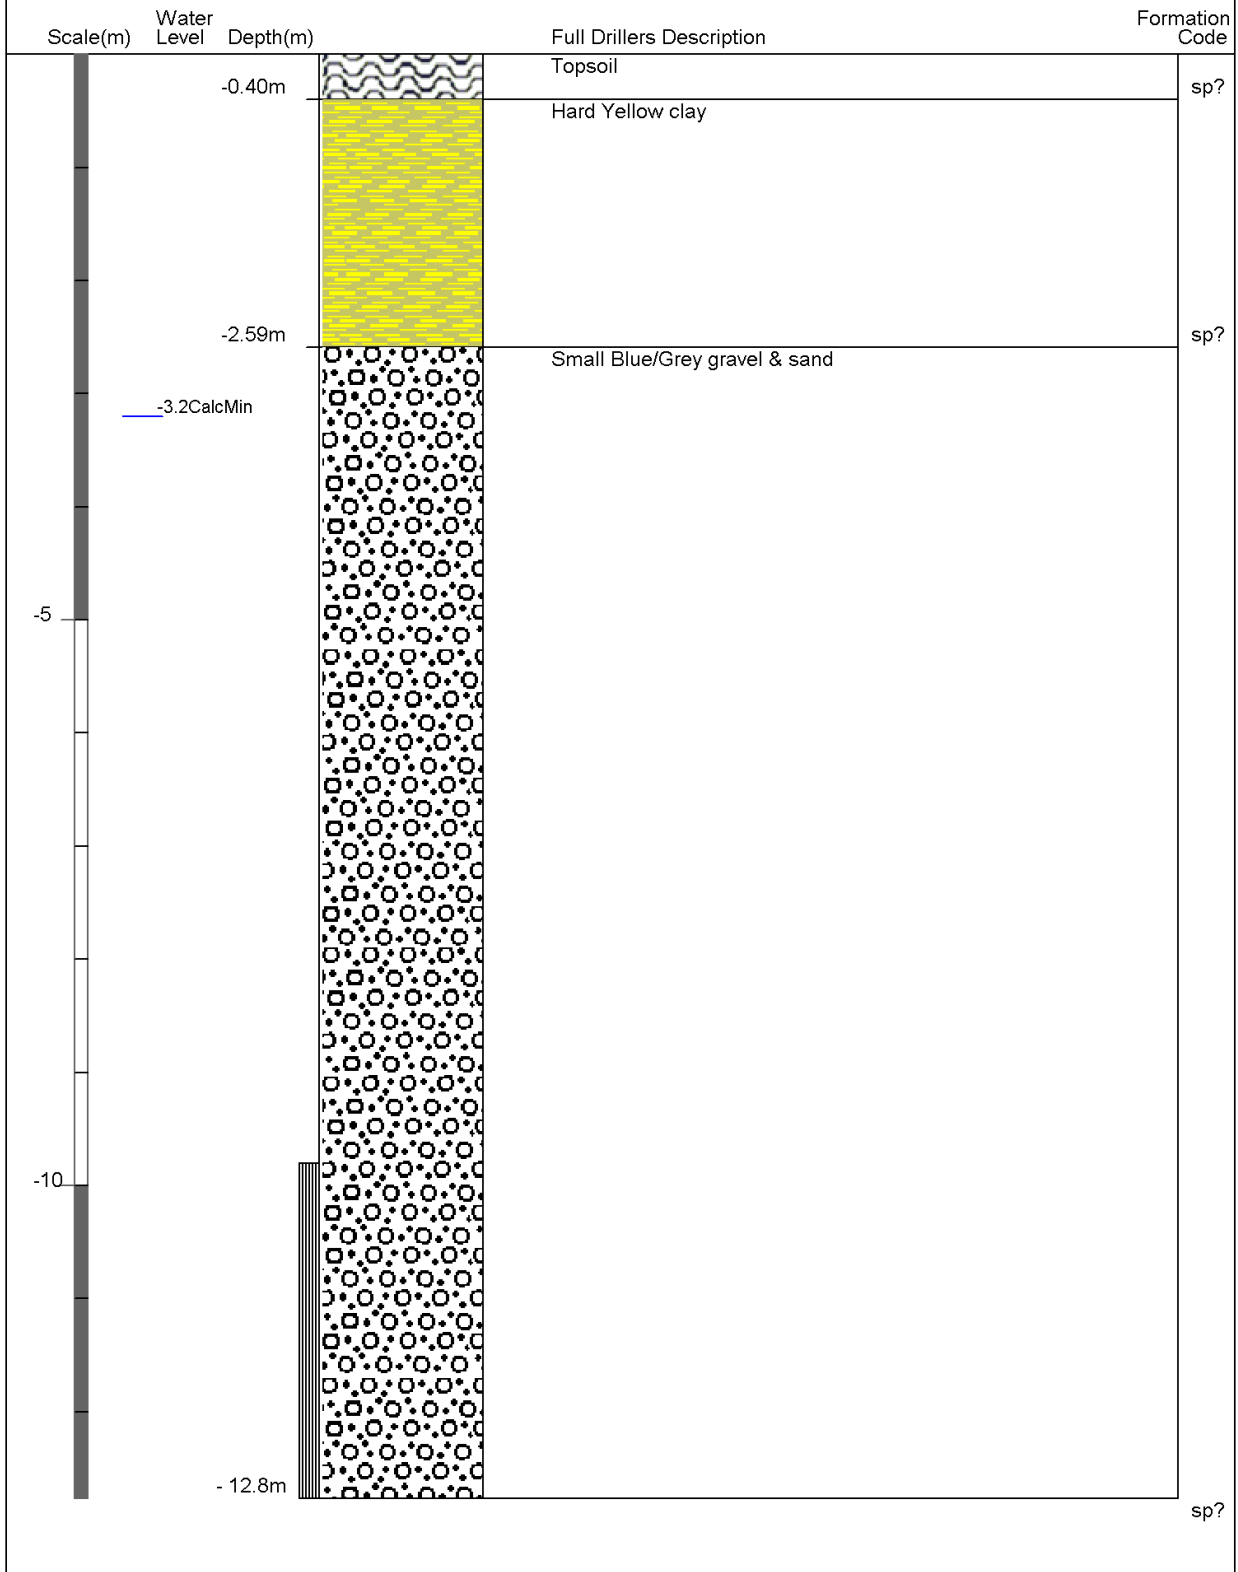 Water Formation
Scale(m) Level Depth(m) Full Drillers Description Code
Topsoil
-0.40m sp?
Hard Yellow clay
-2.59m sp?
Small Blue/Grey gravel & sand
-3.2CalcMin
-5
-10
- 12.8m
sp?